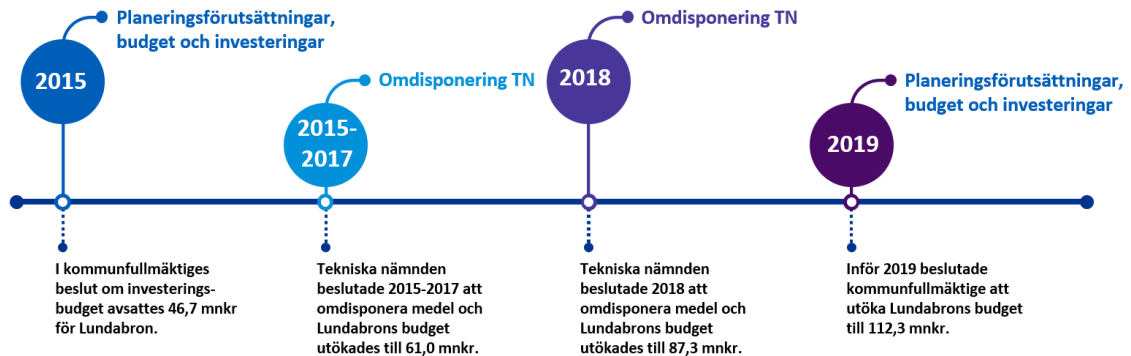 Planeringsförutsättningar,
budget och investeringar
2015
I kommunfullmäktiges
beslut om investerings-
budget avsattes 46,7 mnkr
för Lundabron.
Omdisponering TN
2015-
2017
Tekniska nämnden
beslutade 2015-2017 att
omdisponera medel och
Lundabrons budget
utökades till 61,0 mnkr.
Omdisponering TN
2018
Tekniska nämnden
beslutade 2018 att
omdisponera medel och
Lundabrons budget
utökades till 87,3 mnkr.
Planeringsförutsättningar,
budget och investeringar
2019
Inför 2019 beslutade
kommunfullmäktige att
utöka Lundabrons budget
till 112,3 mnkr.